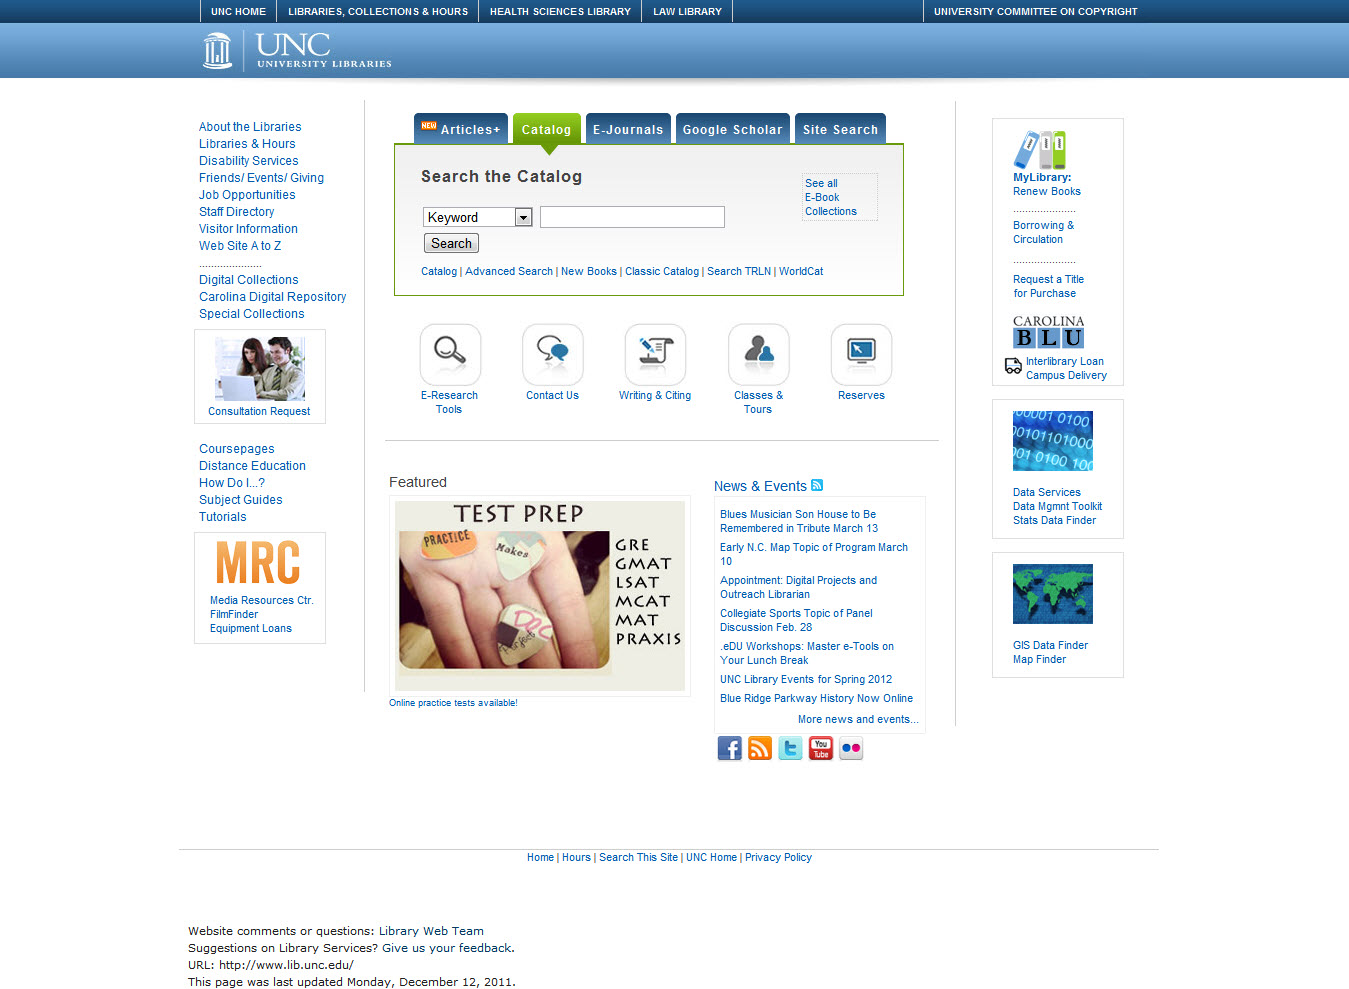 UNC HOME
LIBRARIES, COLLECTIONS & HOURS
HEALTH SCIENCES LIBRARY
LAW LIBRARY
UNIVERSITY COMMITTEE ON COPYRIGHT
UNC
UNIVERSITY LIBRARIES
About the Libraries
Libraries & Hours
Disability Services
Friends/ Events/ Giving
Job Opportunities
Staff Directory
Visitor Information
Web Site A to Z
.....................
Digital Collections
Carolina Digital Repository
Special Collections
Consultation Request
Coursepages
Distance Education
How Do I...?
Subject Guides
Tutorials
MRC
Media Resources Ctr.
FilmFinder
Equipment Loans
NEW Articles+
Catalog
E-Journals
Google Scholar
Site Search
Search the Catalog
See all
E-Book
Collections
Keyword
Search
Catalog | Advanced Search | New Books | Classic Catalog | Search TRLN | WorldCat
E-Research
Tools
Contact Us
Writing & Citing
Classes &
Tours
Reserves
Featured
TEST PREP
PRACTICE
Makes
Perfect
GRE
GMAT
LSAT
MCAT
MAT
PRAXIS
Online practice tests available!
News & Events
Blues Musician Son House to Be
Remembered in Tribute March 13
Early N.C. Map Topic of Program March
10
Appointment: Digital Projects and
Outreach Librarian
Collegiate Sports Topic of Panel
Discussion Feb. 28
.eDU Workshops: Master e-Tools on
Your Lunch Break
UNC Library Events for Spring 2012
Blue Ridge Parkway History Now Online
More news and events...
You
Tube
MyLibrary:
Renew Books
.....................
Borrowing &
Circulation
.....................
Request a Title
for Purchase
CAROLINA
BLU
Interlibrary Loan
Campus Delivery
00001 0100
00101101000
001 0100 100
Data Services
Data Mgmnt Toolkit
Stats Data Finder
GIS Data Finder
Map Finder
Home | Hours | Search This Site | UNC Home | Privacy Policy
Website comments or questions: Library Web Team
Suggestions on Library Services? Give us your feedback.
URL: http://www.lib.unc.edu/
This page was last updated Monday, December 12, 2011.